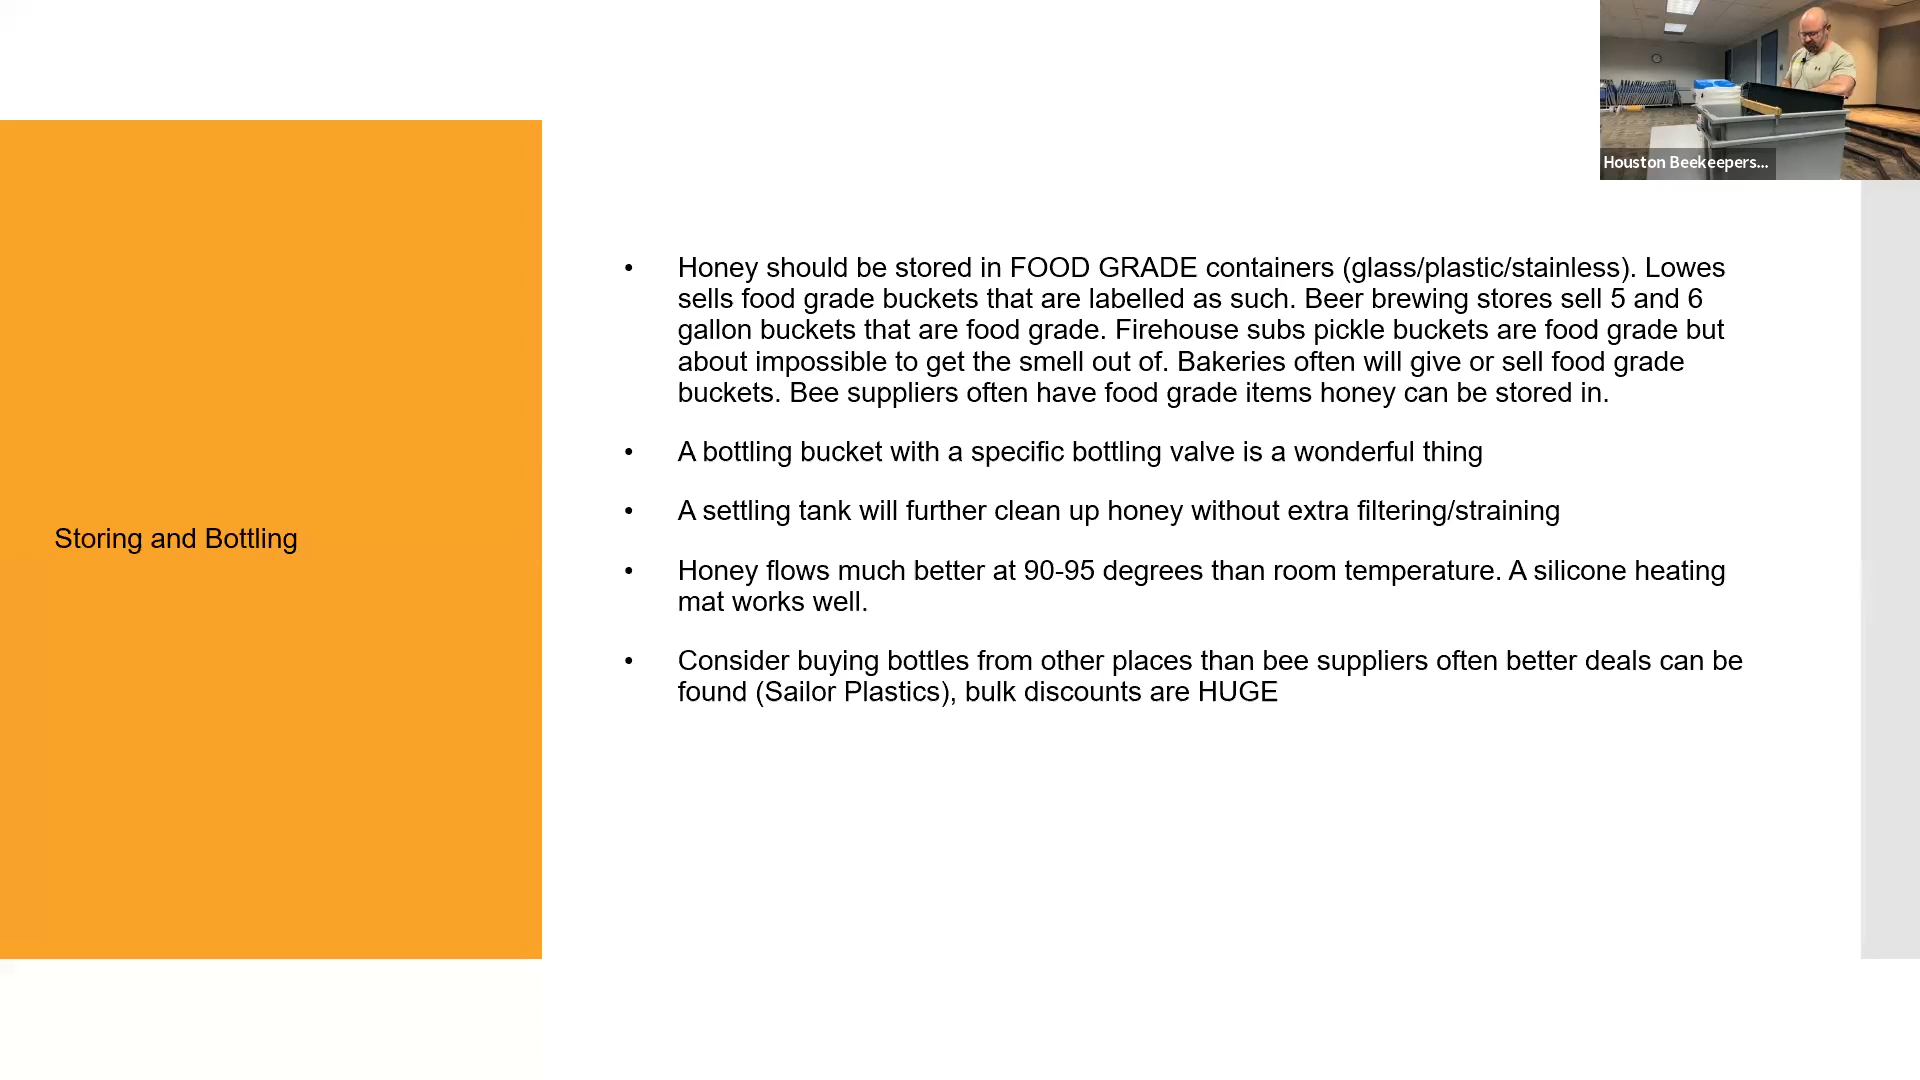 Houston Beekeepers...
Storing and Bottling
• Honey should be stored in FOOD GRADE containers (glass/plastic/stainless). Lowes
sells food grade buckets that are labelled as such. Beer brewing stores sell 5 and 6
gallon buckets that are food grade. Firehouse subs pickle buckets are food grade but
about impossible to get the smell out of. Bakeries often will give or sell food grade
buckets. Bee suppliers often have food grade items honey can be stored in.
• A bottling bucket with a specific bottling valve is a wonderful thing
• A settling tank will further clean up honey without extra filtering/straining
• Honey flows much better at 90-95 degrees than room temperature. A silicone heating
mat works well.
• Consider buying bottles from other places than bee suppliers often better deals can be
found (Sailor Plastics), bulk discounts are HUGE